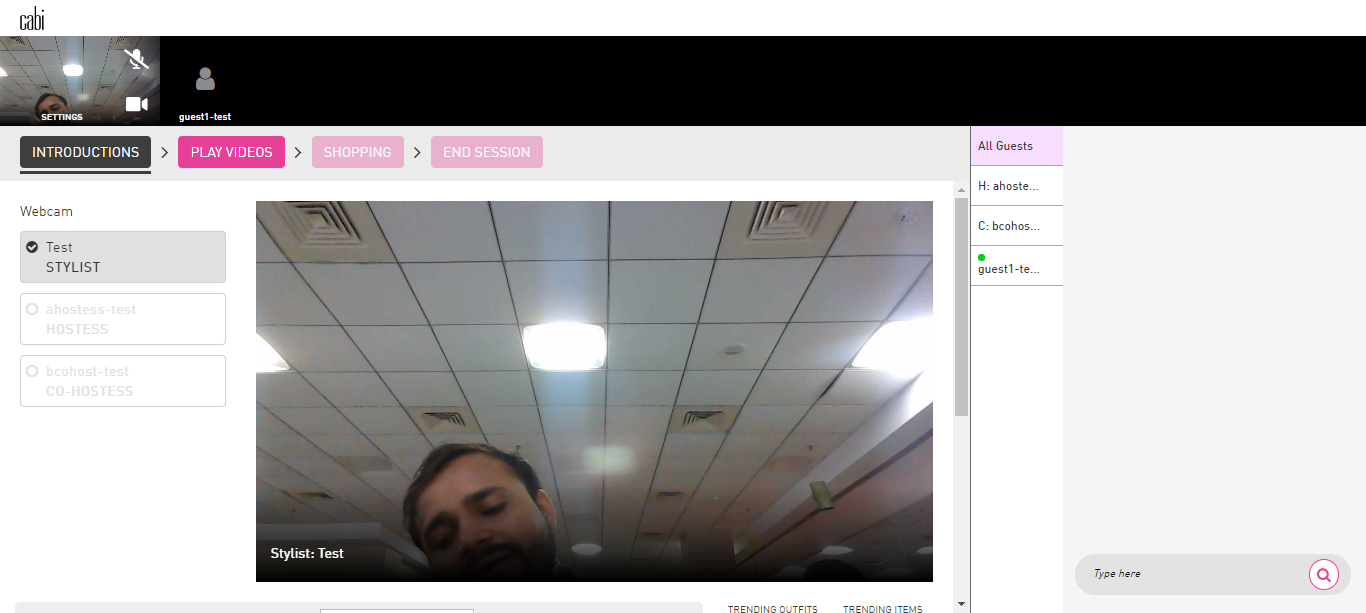 cabi
SETTINGS
guest1-test
INTRODUCTIONS
PLAY VIDEOS
SHOPPING
END SESSION
Webcam
Test
STYLIST
ahostess-test
HOSTESS
bcohost-test
CO-HOSTESS
Stylist: Test
TRENDING OUTFITS
TRENDING ITEMS
All Guests
H: ahoste...
C: bcohos...
guest1-te...
Type here